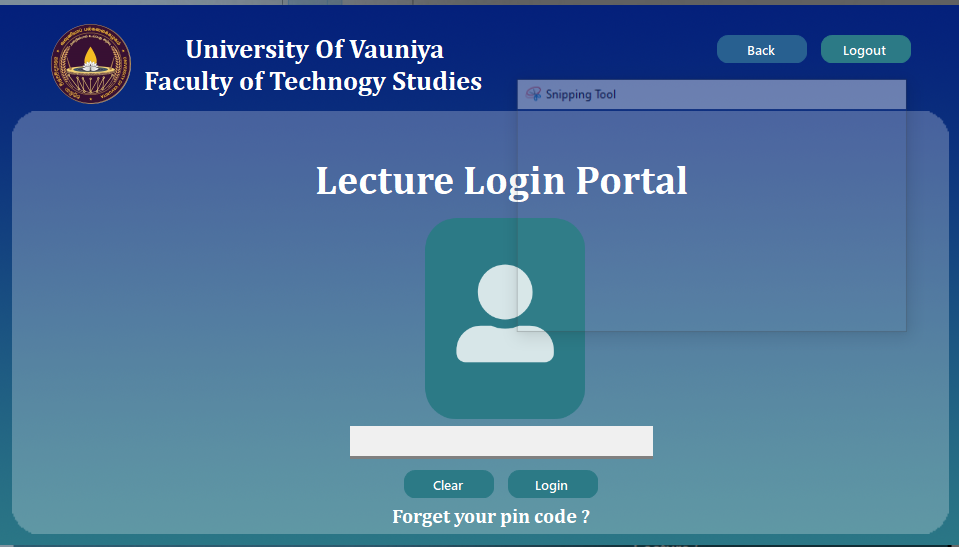 University Of Vauniya
Faculty of Technogy Studies
Back
Logout
Snipping Tool
Lecture Login Portal
Clear
Login
Forget your pin code ?